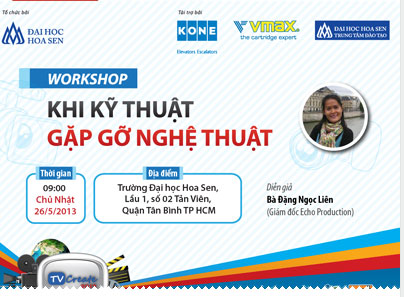 Tổ chức bởi
Tài trợ bởi
ĐẠI HỌC
HOA SEN
KONE
Elevators Escalators
vmax
the cartridge expert
ĐẠI HỌC HOA SEN
TRUNG TÂM ĐÀO TẠO
WORKSHOP
KHI KỸ THUẬT
GẶP GỠ NGHỆ THUẬT
Thời gian
09:00
Chủ Nhật
26/5/2013
Địa điểm
Trường Đại học Hoa Sen,
Lầu 1, số 02 Tản Viên,
Quận Tân Bình TP HCM
Diễn giả
Bà Đặng Ngọc Liên
(Giám đốc Echo Production)
TV Create